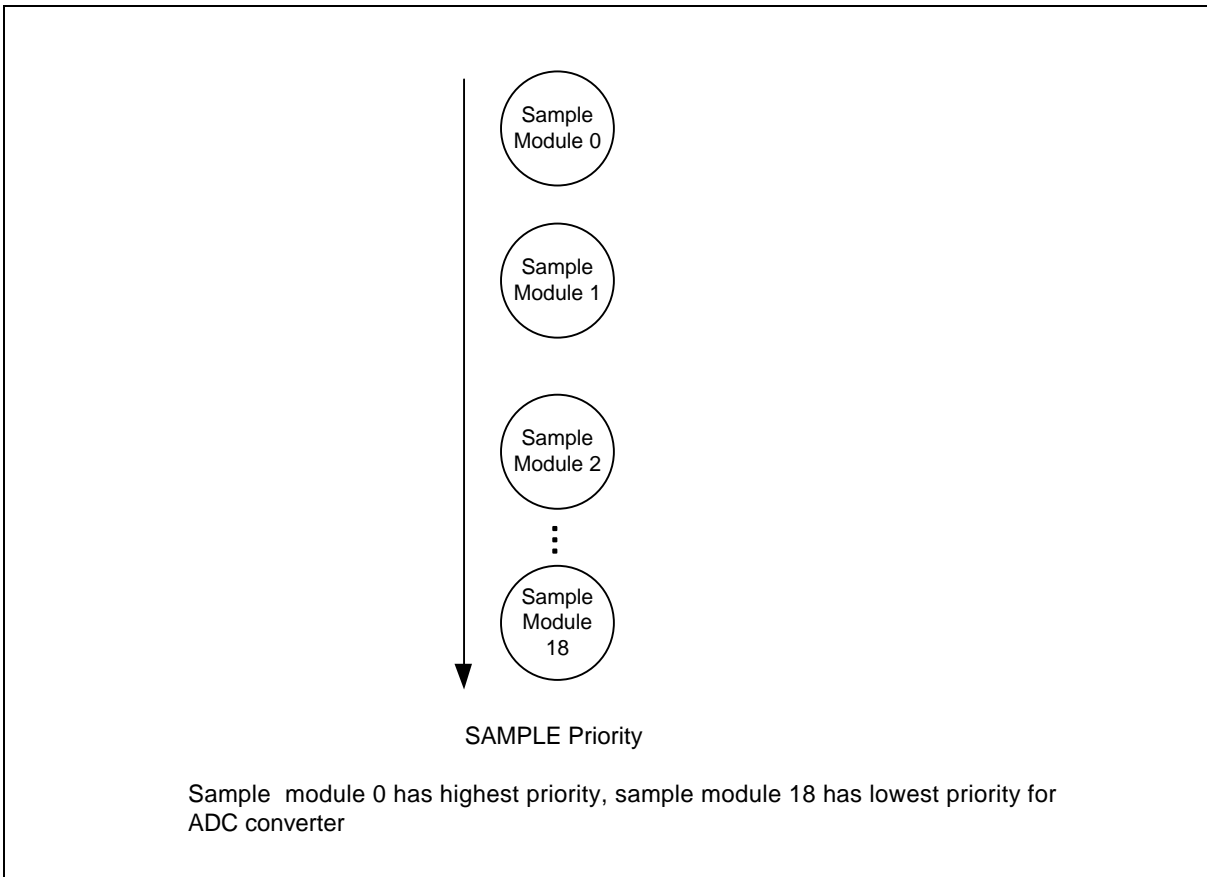 Sample
Module 0
Sample
Module 1
Sample
Module 2
Sample
Module
18
SAMPLE Priority
Sample module 0 has highest priority, sample module 18 has lowest priority for
ADC converter